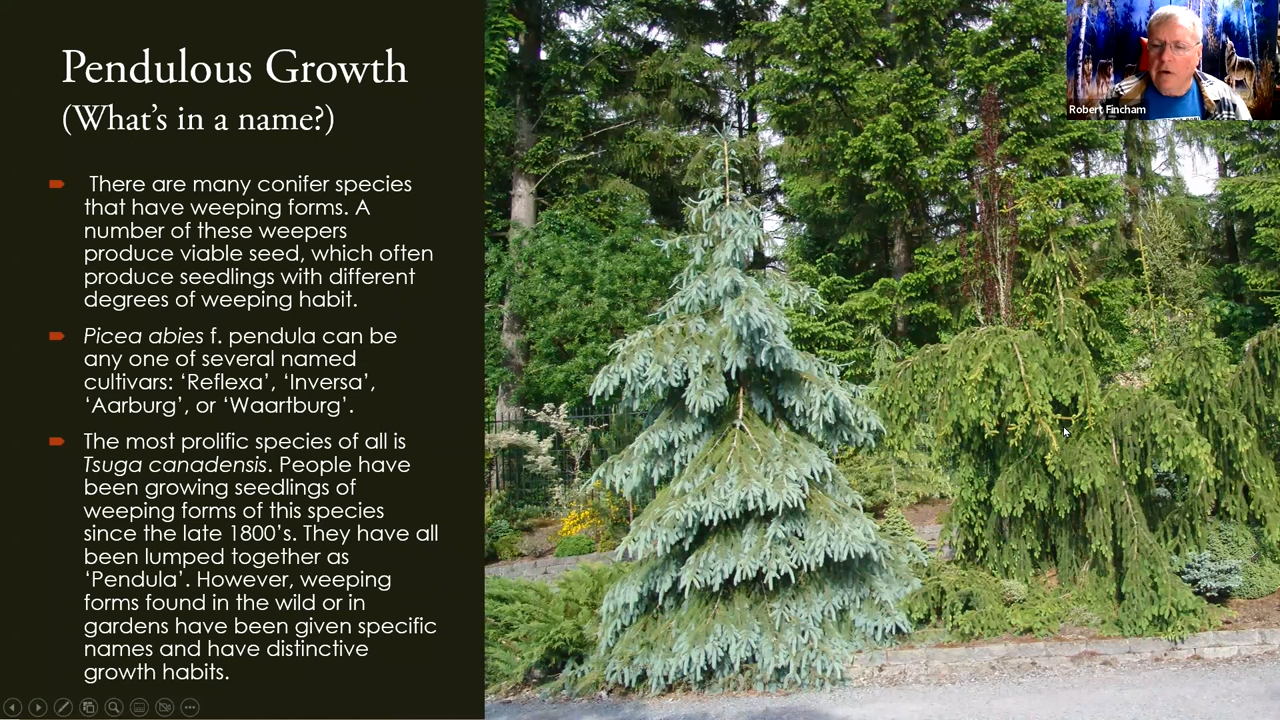 Pendulous Growth
(What’s in a name?)
There are many conifer species
that have weeping forms. A
number of these weepers
produce viable seed, which often
produce seedlings with different
degrees of weeping habit.
Picea abies f. pendula can be
any one of several named
cultivars: ‘Reflexa’, ‘Inversa’,
‘Aarburg’, or ‘Waartburg’.
The most prolific species of all is
Tsuga canadensis. People have
been growing seedlings of
weeping forms of this species
since the late 1800’s. They have all
been lumped together as
‘Pendula’. However, weeping
forms found in the wild or in
gardens have been given specific
names and have distinctive
growth habits.
Robert Fincham